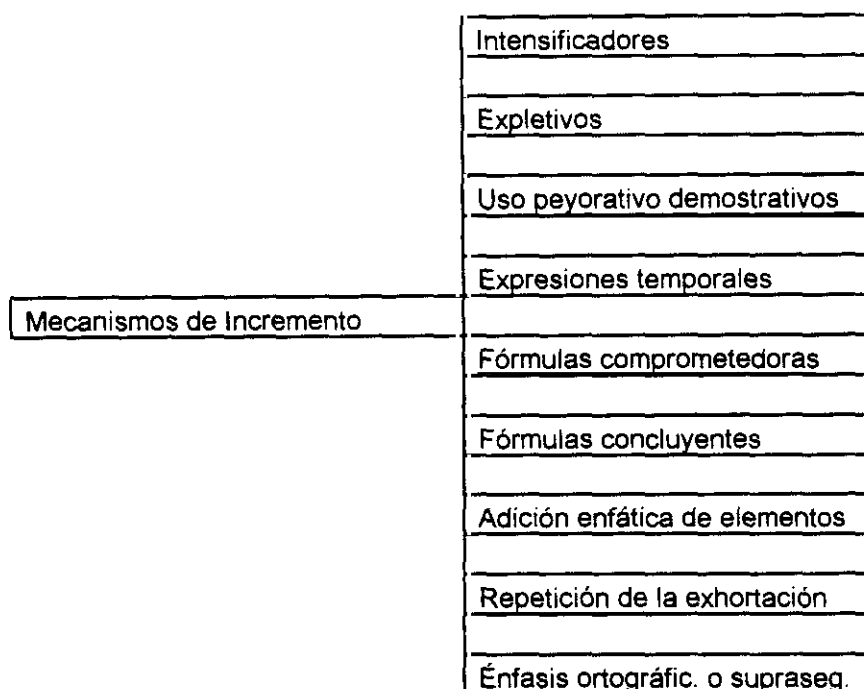 Intensificadores
Expletivos
Uso peyorativo demostrativos
Expresiones temporales
Mecanismos de Incremento
Fórmulas comprometedoras
Fórmulas concluyentes
Adición enfática de elementos
Repetición de la exhortación
Énfasis ortográfic. o supraseg.